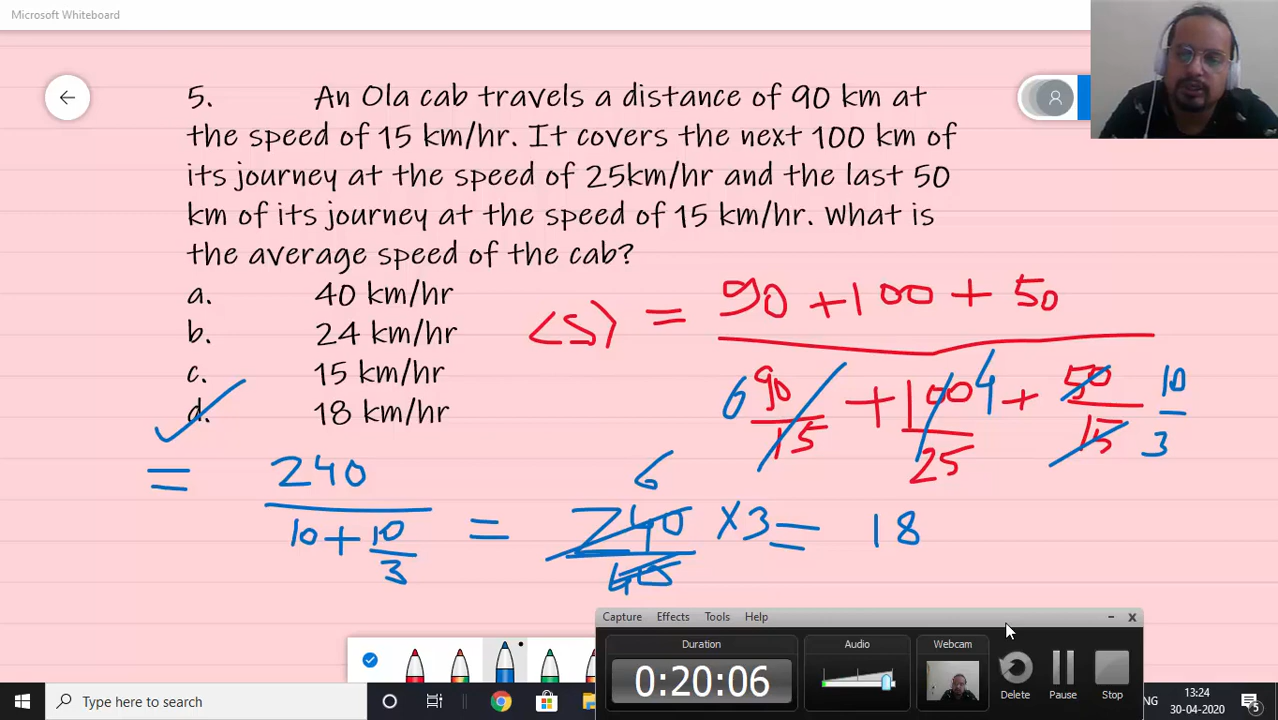 Microsoft Whiteboard
5. An Ola cab travels a distance of 90 km at
the speed of 15 km/hr. It covers the next 100 km of
its journey at the speed of 25km/hr and the last 50
km of its journey at the speed of 15 km/hr. What is
the average speed of the cab?
a. 40 km/hr
b. 24 km/hr
c. 15 km/hr
d. 18 km/hr
<S> = 90 + 100 + 50
6 90 + 100 4 + 50 10
15 25 15 3
= 240 6
10 + 10 = 240 × 3 = 18
3 40
Capture Effects Tools Help
Duration Audio Webcam
0:20:06
Delete Pause Stop
Type here to search
NG 13:24
30-04-2020 5